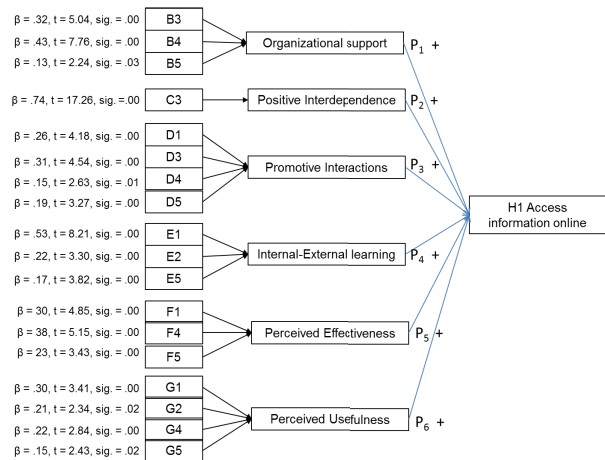 β = .32, t = 5.04, sig. = .00 B3
β = .43, t = 7.76, sig. = .00 B4 Organizational support P1 +
β = .13, t = 2.24, sig. = .03 B5
β = .74, t = 17.26, sig. =.00 C3 Positive Interdependence P2 +
β = .26, t = 4.18, sig. = .00 D1
β = .31, t = 4.54, sig. = .00 D3 Promotive Interactions P3 +
β = .15, t = 2.63, sig. = .01 D4
β = .19, t = 3.27, sig. = .00 D5
H1 Access
information online
β = .53, t = 8.21, sig. = .00 E1
β = .22, t = 3.30, sig. = .00 E2 Internal-External learning P4 +
β = .17, t = 3.82, sig. = .00 E5
β = 30, t = 4.85, sig. = .00 F1
β = 38, t = 5.15, sig. = .00 F4 Perceived Effectiveness P5 +
β = 23, t = 3.43, sig. = .00 F5
β = .30, t = 3.41, sig. = .00 G1
β = .21, t = 2.34, sig. = .02 G2 Perceived Usefulness P6 +
β = .22, t = 2.84, sig. = .00 G4
β = .15, t = 2.43, sig. = .02 G5